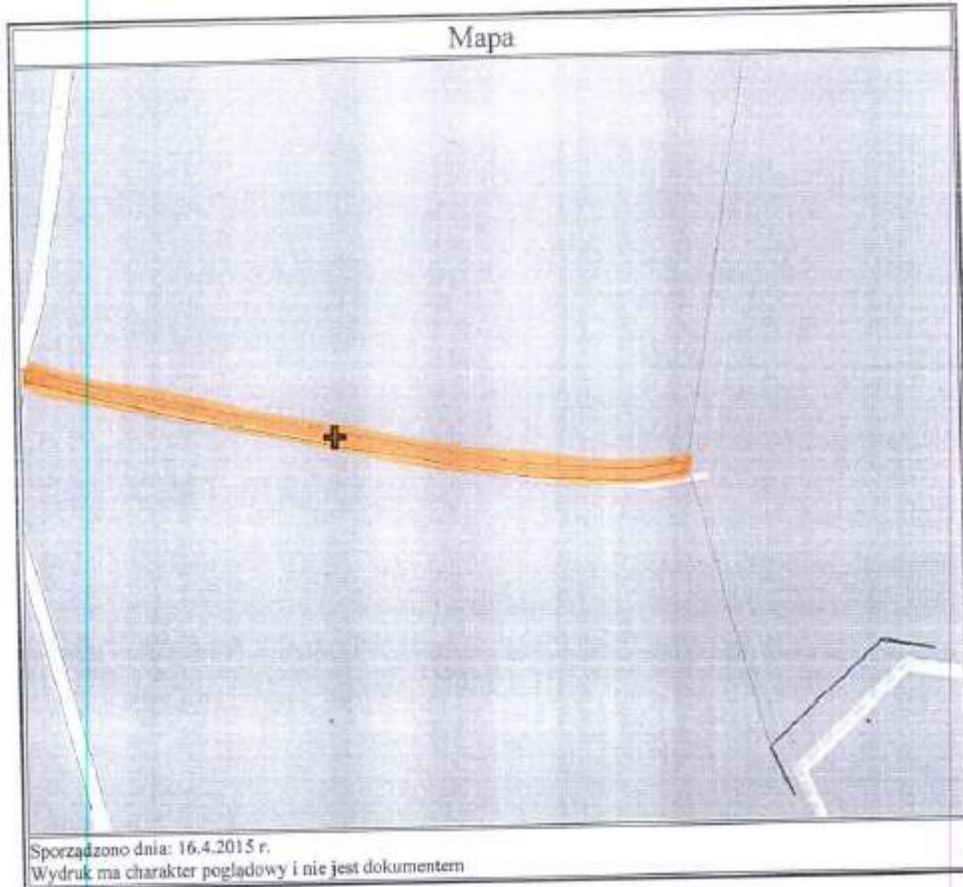 Mapa
Sporządzono dnia: 16.4.2015 r.
Wydruk ma charakter poglądowy i nie jest dokumentem